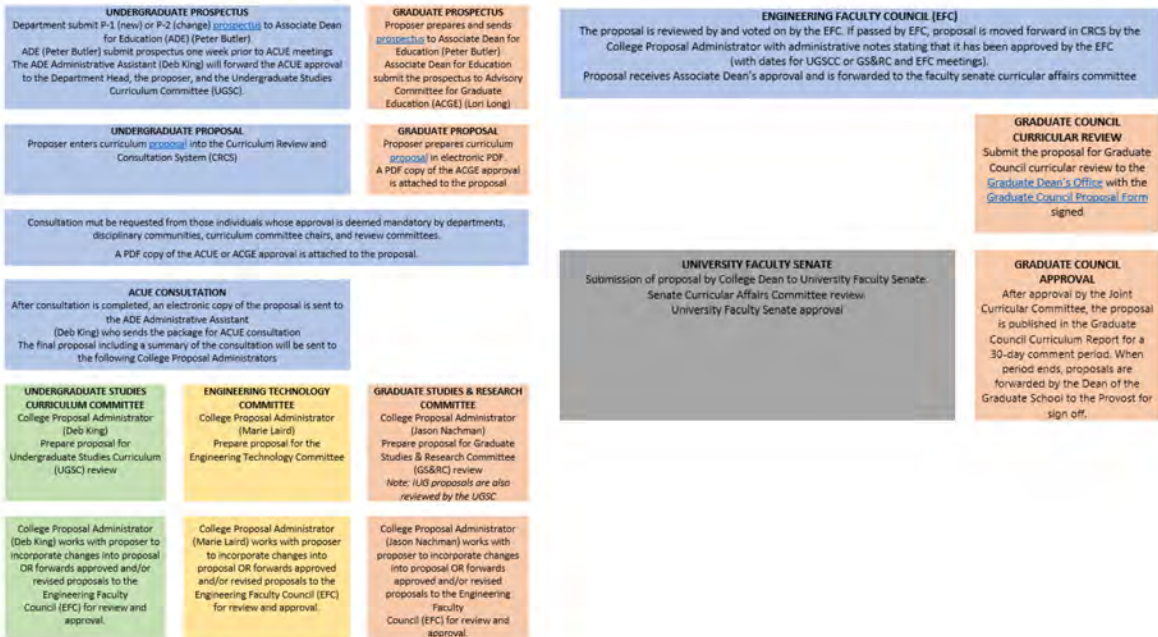 UNDERGRADUATE PROSPECTUS
Department submit P-1 (new) or P-2 (change) prospectus to Associate Dean
for Education (ADE) (Peter Butler)
ADE (Peter Butler) submit prospectus one week prior to ACUE meetings
The ADE Administrative Assistant (Deb King) will forward the ACUE approval
to the Department Head, the proposer, and the Undergraduate Studies
Curriculum Committee (UGSC).
GRADUATE PROSPECTUS
Proposer prepares and sends
prospectus to Associate Dean for
Education (Peter Butler)
Associate Dean for Education
submit the prospectus to Advisory
Committee for Graduate
Education (ACGE) (Lori Long)
UNDERGRADUATE PROPOSAL
Proposer enters curriculum proposal into the Curriculum Review and
Consultation System (CRCS)
GRADUATE PROPOSAL
Proposer prepares curriculum
proposal in electronic PDF.
A PDF copy of the ACGE approval
is attached to the proposal
Consultation mut be requested from those individuals whose approval is deemed mandatory by departments,
disciplinary communities, curriculum committee chairs, and review committees.
A PDF copy of the ACUE or ACGE approval is attached to the proposal.
ACUE CONSULTATION
After consultation is completed, an electronic copy of the proposal is sent to
the ADE Administrative Assistant
(Deb King) who sends the package for ACUE consultation
The final proposal including a summary of the consultation will be sent to
the following College Proposal Administrators
UNDERGRADUATE STUDIES
CURRICULUM COMMITTEE
College Proposal Administrator
(Deb King)
Prepare proposal for
Undergraduate Studies Curriculum
(UGSC) review
ENGINEERING TECHNOLOGY
COMMITTEE
College Proposal Administrator
(Marie Laird)
Prepare proposal for the
Engineering Technology Committee
GRADUATE STUDIES & RESEARCH
COMMITTEE
College Proposal Administrator
(Jason Nachman)
Prepare proposal for Graduate
Studies & Research Committee
(GS&RC) review
Note: IUG proposals are also
reviewed by the UGSC
College Proposal Administrator
(Deb King) works with proposer to
incorporate changes into proposal
OR forwards approved and/or
revised proposals to the
Engineering Faculty
Council (EFC) for review and
approval.
College Proposal Administrator
(Marie Laird) works with proposer
to incorporate changes into
proposal OR forwards approved
and/or revised proposals to the
Engineering Faculty Council (EFC)
for review and approval.
College Proposal Administrator
(Jason Nachman) works with
proposer to incorporate changes
into proposal OR forwards
approved and/or revised
proposals to the Engineering
Faculty
Council (EFC) for review and
approval
ENGINEERING FACULTY COUNCIL (EFC)
The proposal is reviewed by and voted on by the EFC. If passed by EFC, proposal is moved forward in CRCS by the
College Proposal Administrator with administrative notes stating that it has been approved by the EFC
(with dates for UGSCC or GS&RC and EFC meetings).
Proposal receives Associate Dean's approval and is forwarded to the faculty senate curricular affairs committee
GRADUATE COUNCIL
CURRICULAR REVIEW
Submit the proposal for Graduate
Council curricular review to the
Graduate Dean's Office with the
Graduate Council Proposal Form
signed
UNIVERSITY FACULTY SENATE
Submission of proposal by College Dean to University Faculty Senate.
Senate Curricular Affairs Committee review
University Faculty Senate approval
GRADUATE COUNCIL
APPROVAL
After approval by the Joint
Curricular Committee, the proposal
is published in the Graduate
Council Curriculum Report for a
30-day comment period. When
period ends, proposals are
forwarded by the Dean of the
Graduate School to the Provost for
sign off.